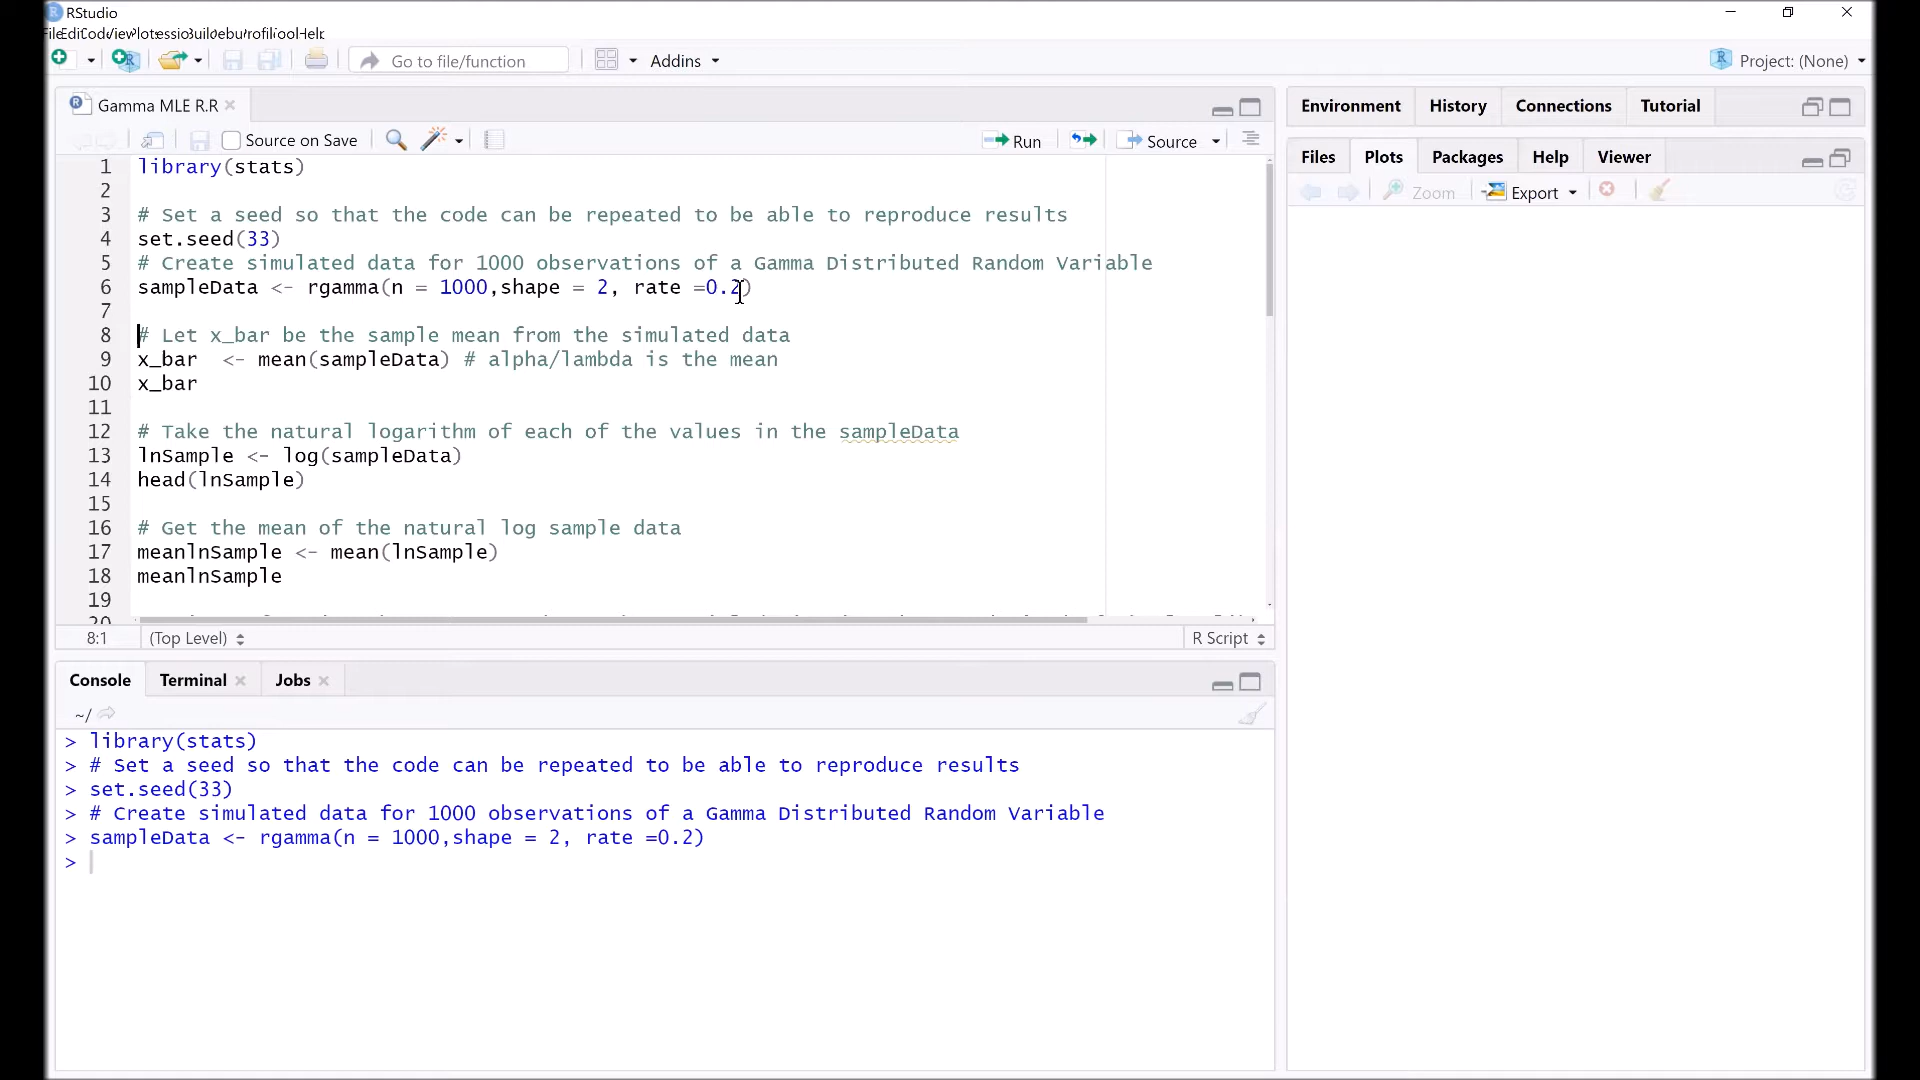 RStudio
Go to file/function
Addins
Project: (None)
Gamma MLE R.R
Source on Save
Run
Source
1 library(stats)
2
3 # Set a seed so that the code can be repeated to be able to reproduce results
4 set.seed(33)
5 # Create simulated data for 1000 observations of a Gamma Distributed Random Variable
6 sampleData <- rgamma(n = 1000,shape = 2, rate =0.2)
7
8 # Let x_bar be the sample mean from the simulated data
9 x_bar  <- mean(sampleData) # alpha/lambda is the mean
10 x_bar
11
12 # Take the natural logarithm of each of the values in the sampleData
13 lnSample <- log(sampleData)
14 head(lnSample)
15
16 # Get the mean of the natural log sample data
17 meanlnSample <- mean(lnSample)
18 meanlnSample
19
20
8:1 (Top Level) R Script
Console Terminal Jobs
~/
> library(stats)
> # Set a seed so that the code can be repeated to be able to reproduce results
> set.seed(33)
> # Create simulated data for 1000 observations of a Gamma Distributed Random Variable
> sampleData <- rgamma(n = 1000,shape = 2, rate =0.2)
>
Environment History Connections Tutorial
Files Plots Packages Help Viewer
Zoom Export